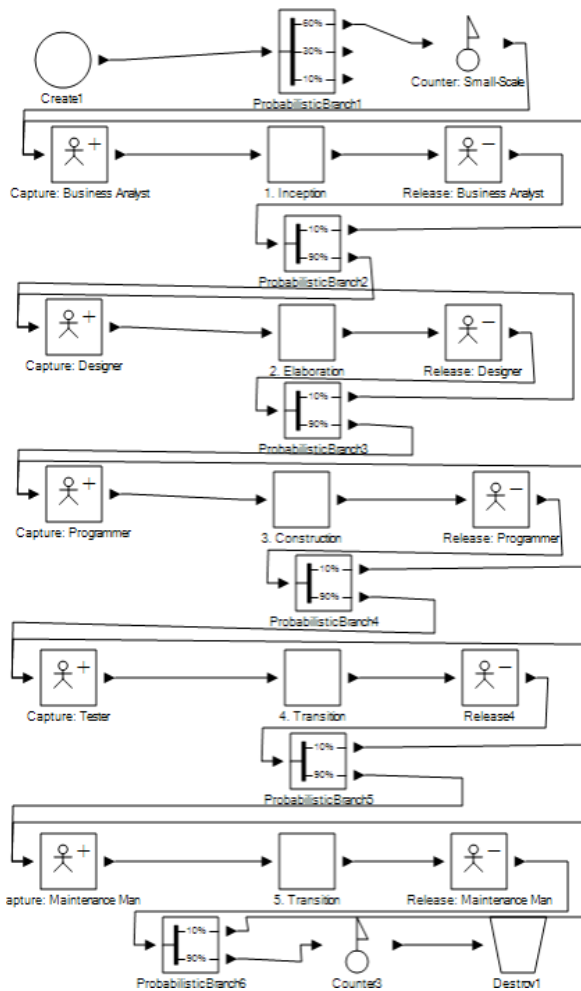 60%
30%
10%
Create1
ProbabilisticBranch1
Counter: Small-Scale
+
−
Capture: Business Analyst
1. Inception
Release: Business Analyst
10%
90%
ProbabilisticBranch2
+
−
Capture: Designer
2. Elaboration
Release: Designer
10%
90%
ProbabilisticBranch3
+
−
Capture: Programmer
3. Construction
Release: Programmer
10%
90%
ProbabilisticBranch4
+
−
Capture: Tester
4. Transition
Release4
10%
90%
ProbabilisticBranch5
+
−
apture: Maintenance Man
5. Transition
Release: Maintenance Man
10%
90%
ProbabilisticBranch6
Counter3
Destroy1